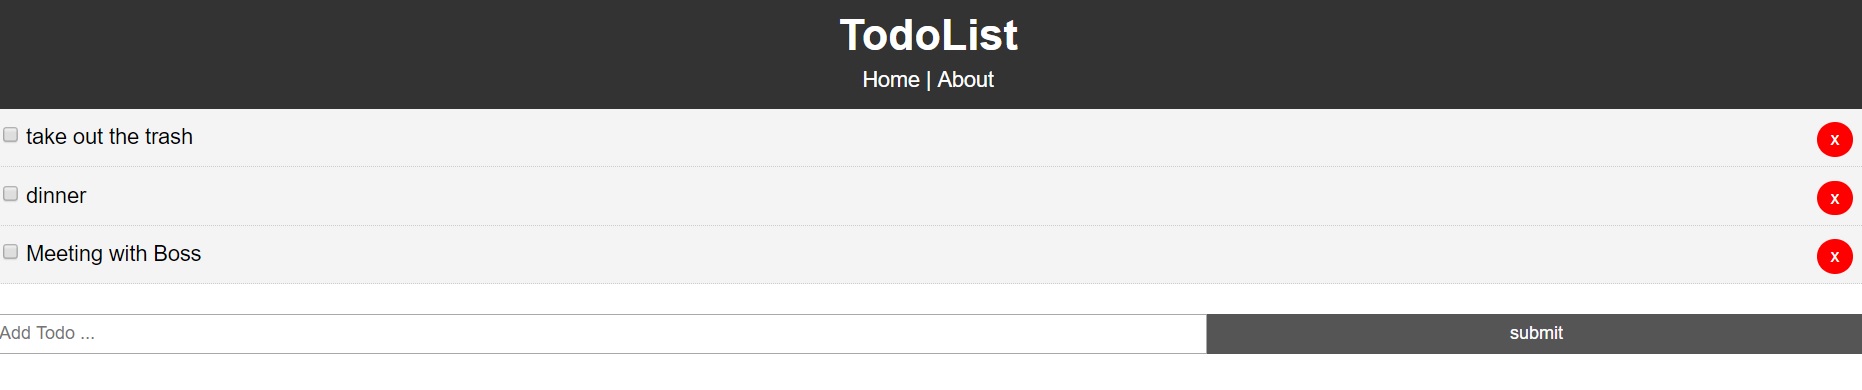 TodoList
Home | About
take out the trash
x
dinner
x
Meeting with Boss
x
Add Todo ...
submit